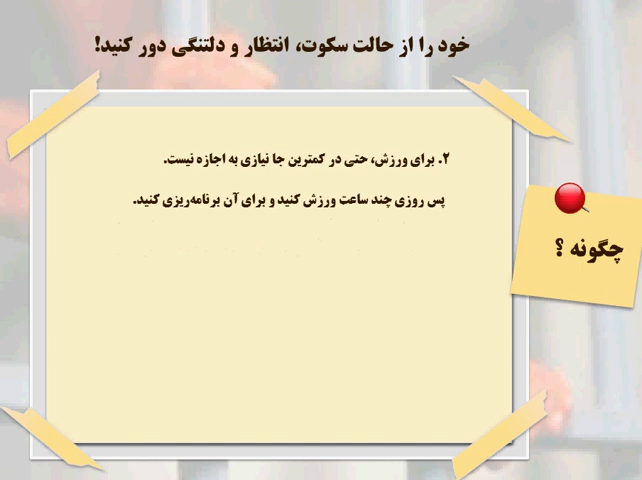 خود را از حالت سکوت، انتظار و دلتنگی دور کنید!
۲. برای ورزش، حتی در کمترین جا نیازی به اجازه نیست.
پس روزی چند ساعت ورزش کنید و برای آن برنامه‌ریزی کنید.
چگونه ؟